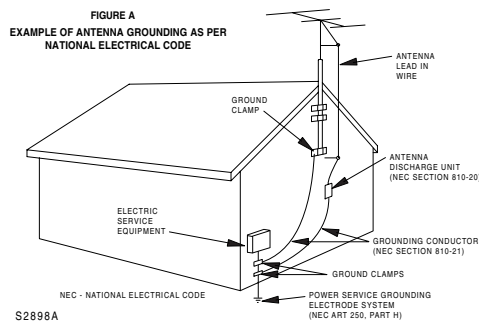 FIGURE A
EXAMPLE OF ANTENNA GROUNDING AS PER
NATIONAL ELECTRICAL CODE
ANTENNA
LEAD IN
WIRE
GROUND
CLAMP
ANTENNA
DISCHARGE UNIT
(NEC SECTION 810-20)
ELECTRIC
SERVICE
EQUIPMENT
GROUNDING CONDUCTOR
(NEC SECTION 810-21)
GROUND CLAMPS
NEC - NATIONAL ELECTRICAL CODE
POWER SERVICE GROUNDING
ELECTRODE SYSTEM
(NEC ART 250, PART H)
S2898A